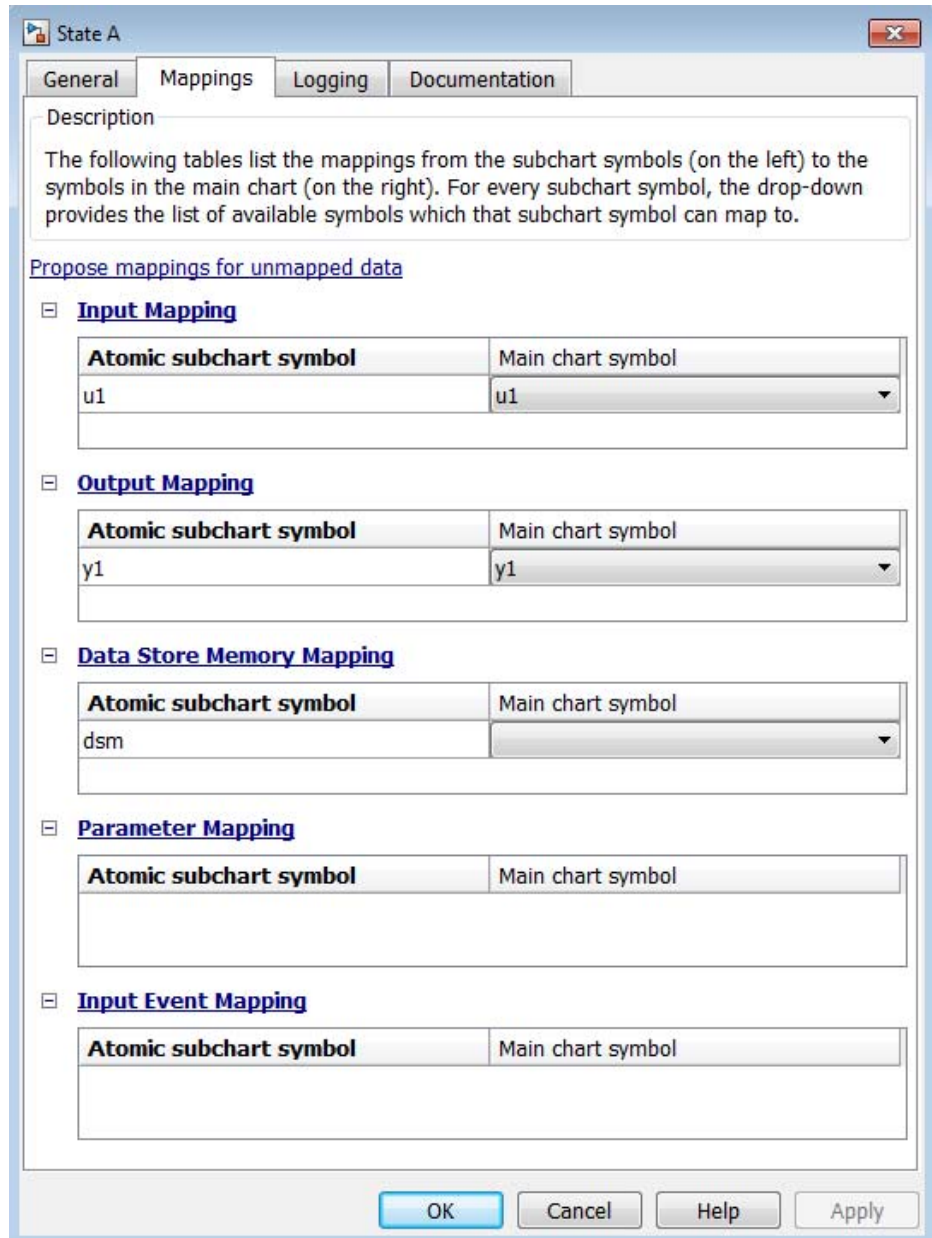 State A
General Mappings Logging Documentation
Description
The following tables list the mappings from the subchart symbols (on the left) to the
symbols in the main chart (on the right). For every subchart symbol, the drop-down
provides the list of available symbols which that subchart symbol can map to.
Propose mappings for unmapped data
Input Mapping
Atomic subchart symbol Main chart symbol
u1 u1
Output Mapping
Atomic subchart symbol Main chart symbol
y1 y1
Data Store Memory Mapping
Atomic subchart symbol Main chart symbol
dsm
Parameter Mapping
Atomic subchart symbol Main chart symbol
Input Event Mapping
Atomic subchart symbol Main chart symbol
OK Cancel Help Apply